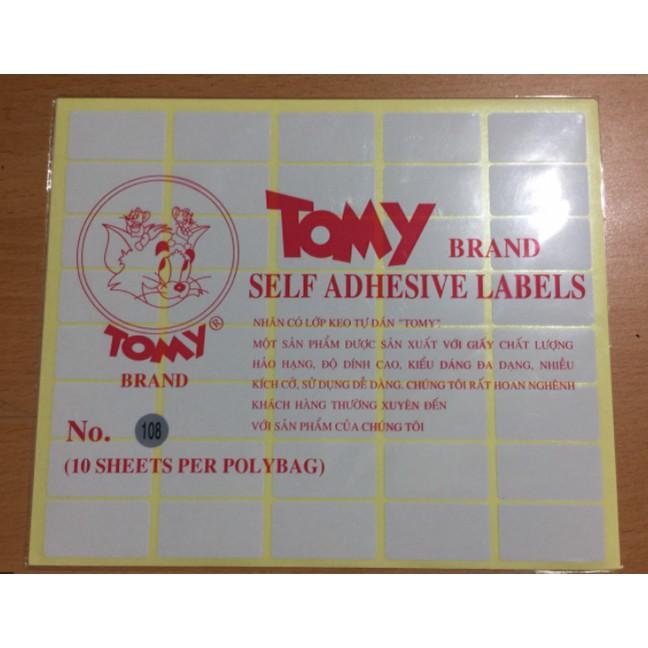 TOMY BRAND
SELF ADHESIVE LABELS
NHÃN CÓ LỚP KEO TỰ DÁN "TOMY".
MỘT SẢN PHẨM ĐƯỢC SẢN XUẤT VỚI GIẤY CHẤT LƯỢNG
HẢO HẠNG, ĐỘ DÍNH CAO, KIỂU DÁNG ĐA DẠNG, NHIỀU
KÍCH CỞ, SỬ DỤNG DỄ DÀNG. CHÚNG TÔI RẤT HOAN NGHÊNH
KHÁCH HÀNG THƯỜNG XUYÊN ĐẾN
VỚI SẢN PHẨM CỦA CHÚNG TÔI
TOMY®
BRAND
No. 108
(10 SHEETS PER POLYBAG)